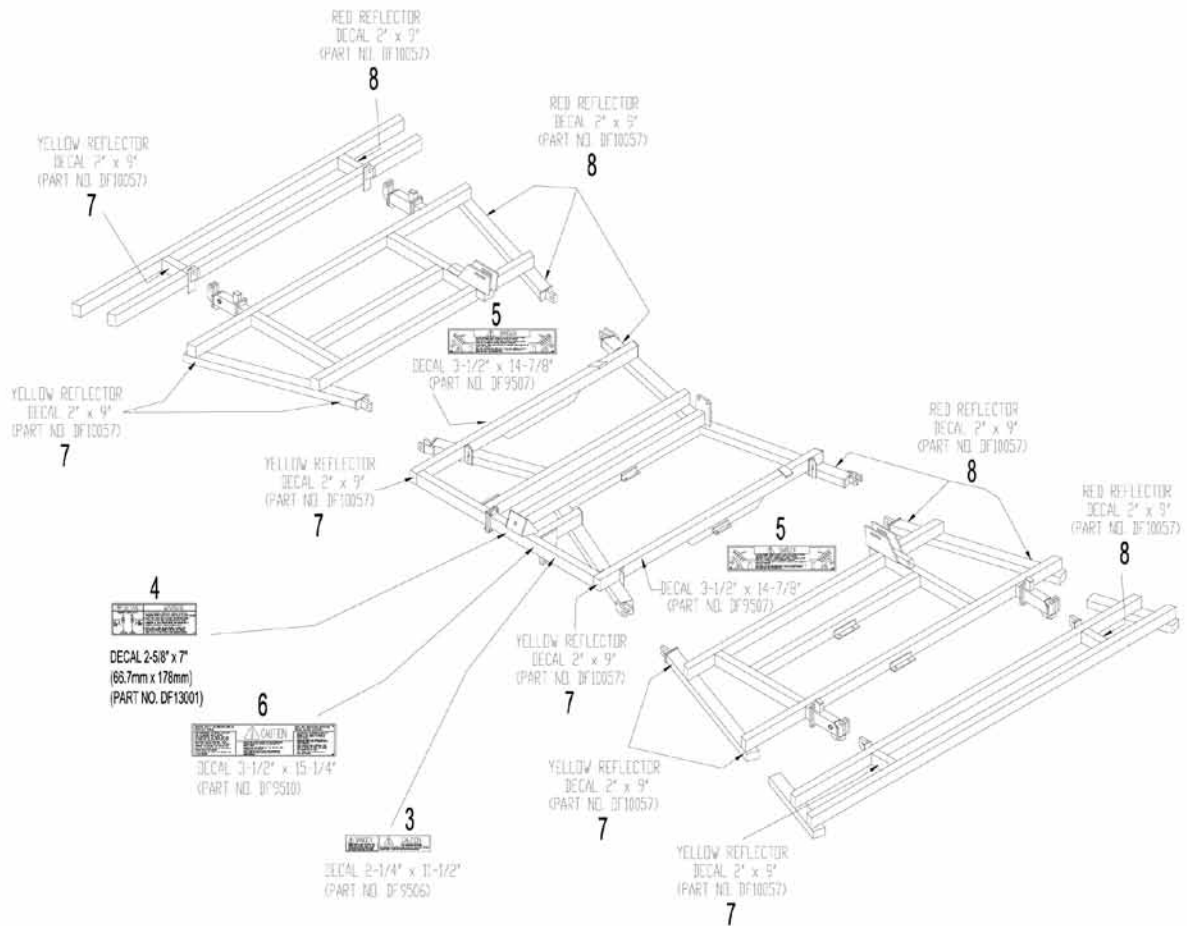 RED REFLECTOR
DECAL 2" x 9"
(PART NO. DF10057)
8
RED REFLECTOR
DECAL 2" x 9"
(PART NO. DF10057)
8
YELLOW REFLECTOR
DECAL 2" x 9"
(PART NO. DF10057)
7
5
DECAL 3-1/2" x 14-7/8"
(PART NO. DF9507)
YELLOW REFLECTOR
DECAL 2" x 9"
(PART NO. DF10057)
7
YELLOW REFLECTOR
DECAL 2" x 9"
(PART NO. DF10057)
7
RED REFLECTOR
DECAL 2" x 9"
(PART NO. DF10057)
8
RED REFLECTOR
DECAL 2" x 9"
(PART NO. DF10057)
8
5
DECAL 3-1/2" x 14-7/8"
(PART NO. DF9507)
4
DECAL 2-5/8" x 7"
(66.7mm x 178mm)
(PART NO. DF13001)
YELLOW REFLECTOR
DECAL 2" x 9"
(PART NO. DF10057)
7
6
CAUTION
DECAL 3-1/2" x 15-1/4"
(PART NO. DF9510)
YELLOW REFLECTOR
DECAL 2" x 9"
(PART NO. DF10057)
7
3
CAUTION
DECAL 2-1/4" x 11-1/2"
(PART NO. DF9506)
YELLOW REFLECTOR
DECAL 2" x 9"
(PART NO. DF10057)
7